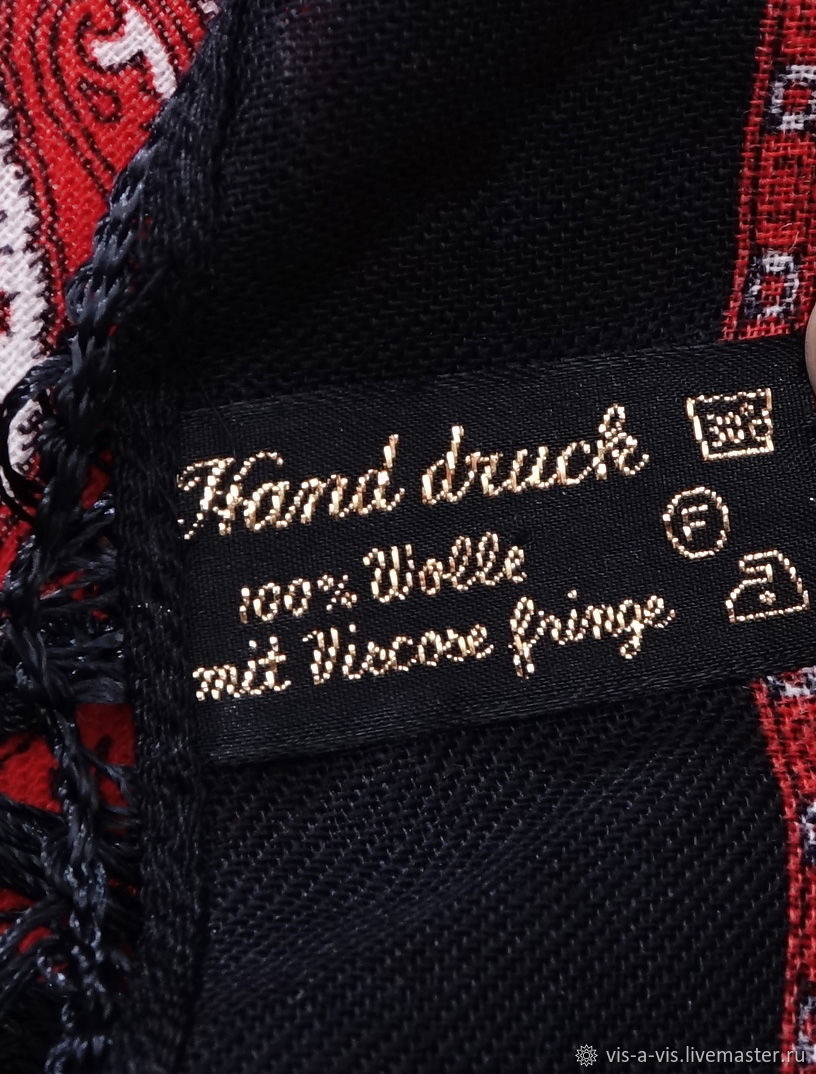 Hand druck
100% Wolle
mit Viscose fringe
30°C
F
vis-a-vis.livemaster.ru